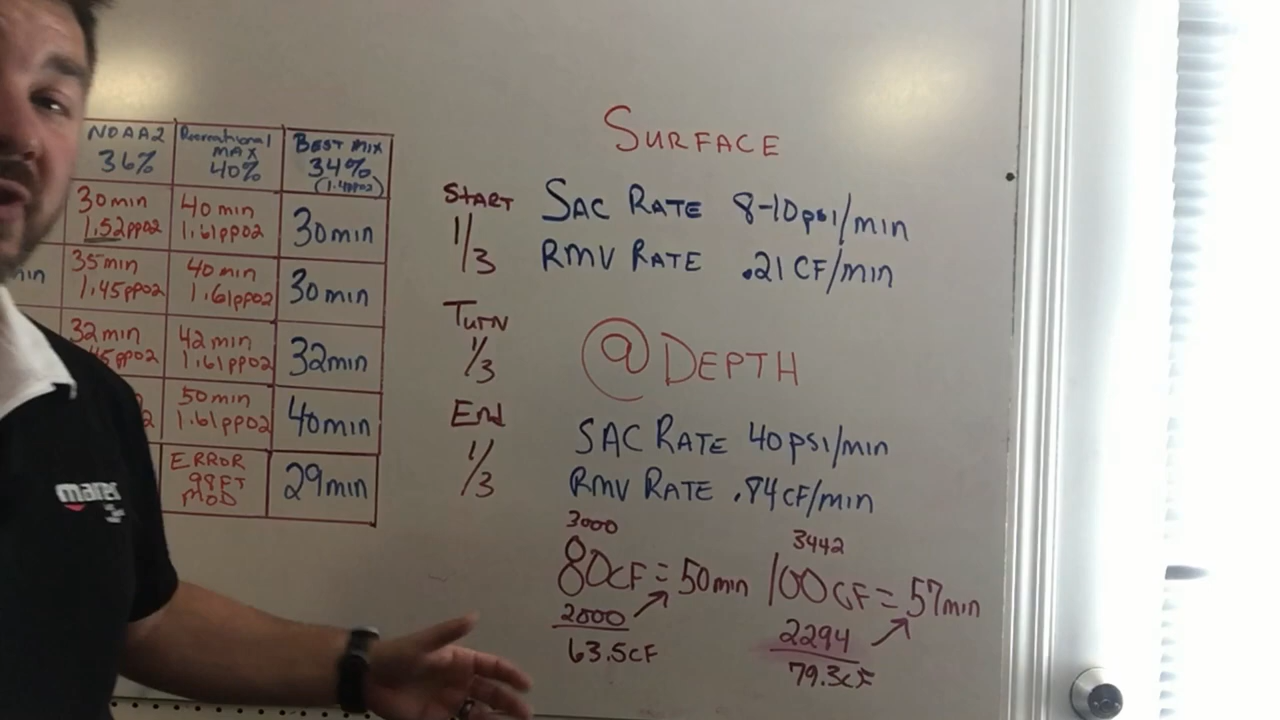 NOAA2
36%
Recreational
MAX
40%
BEST MIX
34%
(1.4PPO2)
30min
1.52ppO2
40min
1.61ppO2
30min
35min
1.45ppO2
40min
1.61ppO2
30min
32min
45ppO2
42min
1.61ppO2
32min
50min
1.61ppO2
40min
ERROR
98FT
MOD
29min
START
1/3
TURN
1/3
End
1/3
SURFACE
SAC RATE 8-10psi/min
RMV RATE .21CF/min
@ DEPTH
SAC RATE 40psi/min
RMV RATE .84CF/min
3000
80CF = 50min
2000
63.5CF
3442
100CF = 57min
2294
79.3CF
mares